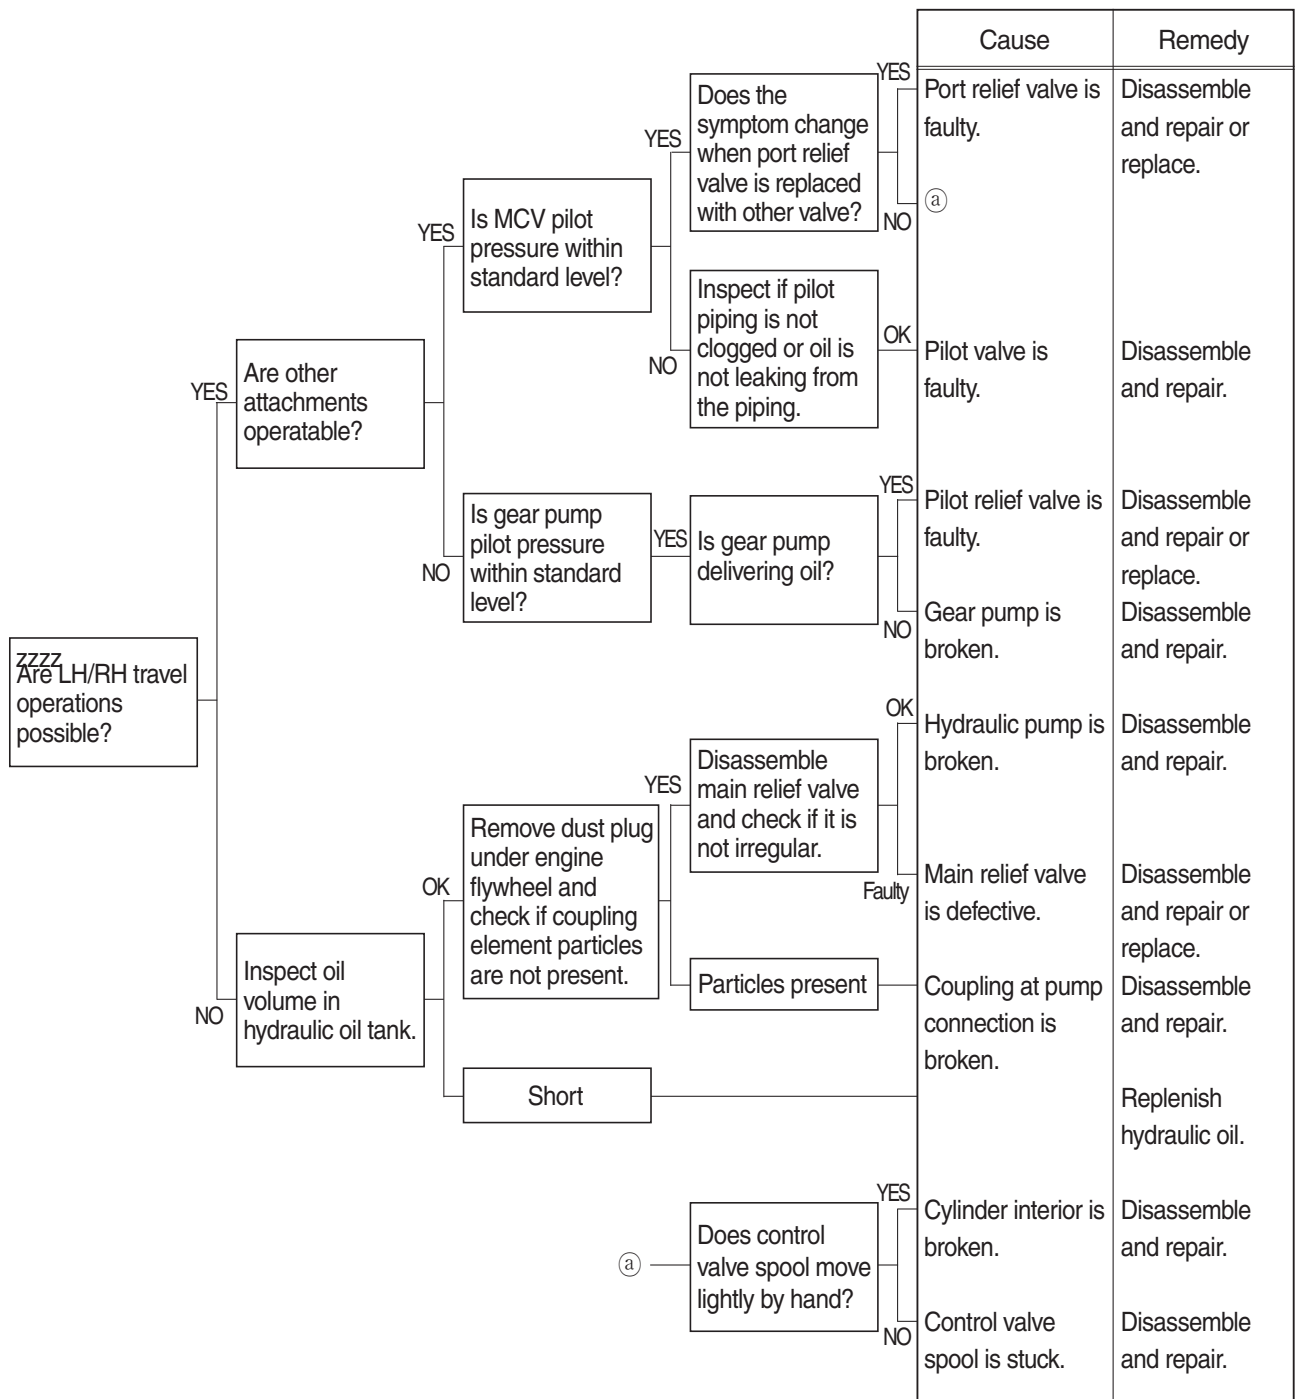 Cause
Remedy
zzzz
Are LH/RH travel
operations
possible?
YES
Are other
attachments
operatable?
YES
Is MCV pilot
pressure within
standard level?
YES
Does the
symptom change
when port relief
valve is replaced
with other valve?
YES
Port relief valve is
faulty.
Disassemble
and repair or
replace.
NO
ⓐ
NO
Inspect if pilot
piping is not
clogged or oil is
not leaking from
the piping.
OK
Pilot valve is
faulty.
Disassemble
and repair.
NO
Is gear pump
pilot pressure
within standard
level?
YES
Is gear pump
delivering oil?
YES
Pilot relief valve is
faulty.
Disassemble
and repair or
replace.
NO
Gear pump is
broken.
Disassemble
and repair.
NO
Inspect oil
volume in
hydraulic oil tank.
OK
Remove dust plug
under engine
flywheel and
check if coupling
element particles
are not present.
YES
Disassemble
main relief valve
and check if it is
not irregular.
OK
Hydraulic pump is
broken.
Disassemble
and repair.
Faulty
Main relief valve
is defective.
Disassemble
and repair or
replace.
Particles present
Coupling at pump
connection is
broken.
Disassemble
and repair.
Short
Replenish
hydraulic oil.
ⓐ
Does control
valve spool move
lightly by hand?
YES
Cylinder interior is
broken.
Disassemble
and repair.
NO
Control valve
spool is stuck.
Disassemble
and repair.